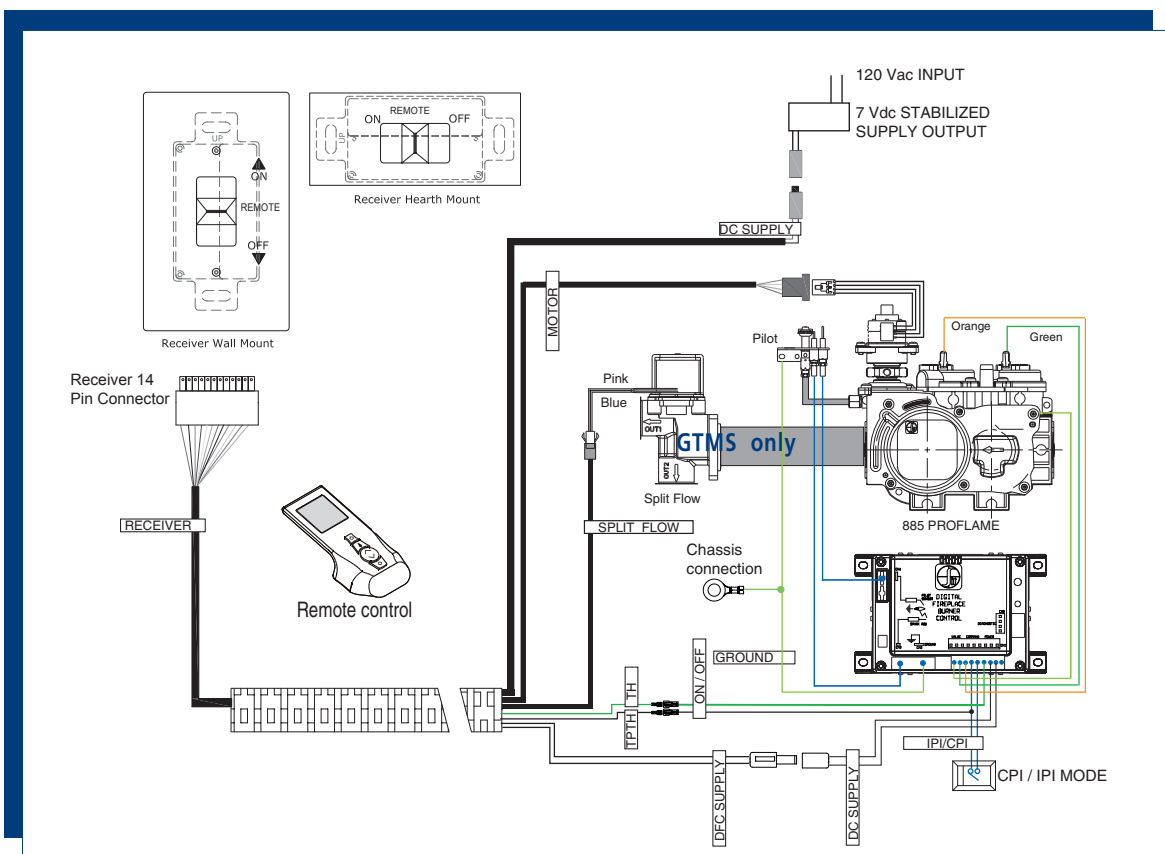 120 Vac INPUT
7 Vdc STABILIZED
SUPPLY OUTPUT
UP
ON
REMOTE
OFF
Receiver Wall Mount
REMOTE
ON
OFF
UP
Receiver Hearth Mount
DC SUPPLY
MOTOR
Orange
Green
Pilot
Receiver 14
Pin Connector
Pink
Blue
OUT1
OUT2
GTMS only
Split Flow
885 PROFLAME
RECEIVER
SPLIT FLOW
Remote control
Chassis
connection
DIGITAL
FIREPLACE
BURNER
CONTROL
GROUND
ON / OFF
TH
TPTH
IPI/CPI
CPI / IPI MODE
DFC SUPPLY
DC SUPPLY